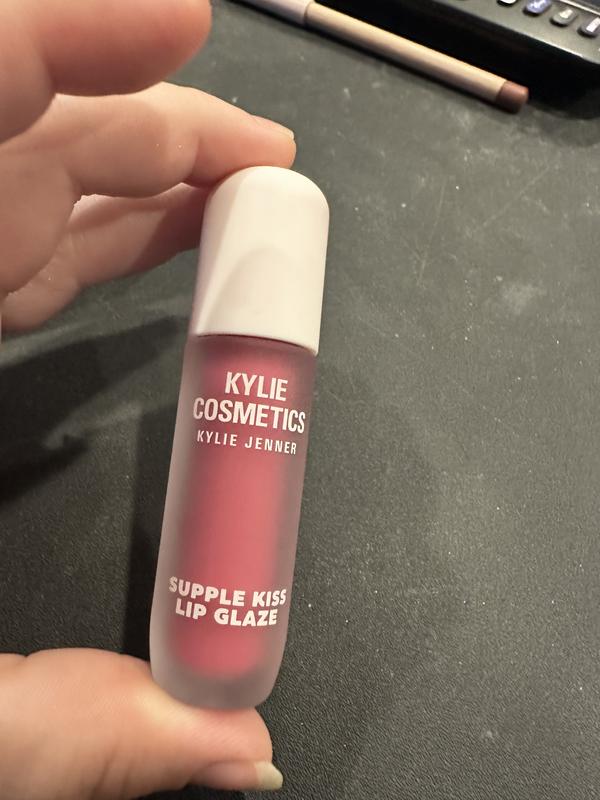 KYLIE
COSMETICS
KYLIE JENNER
SUPPLE KISS
LIP GLAZE